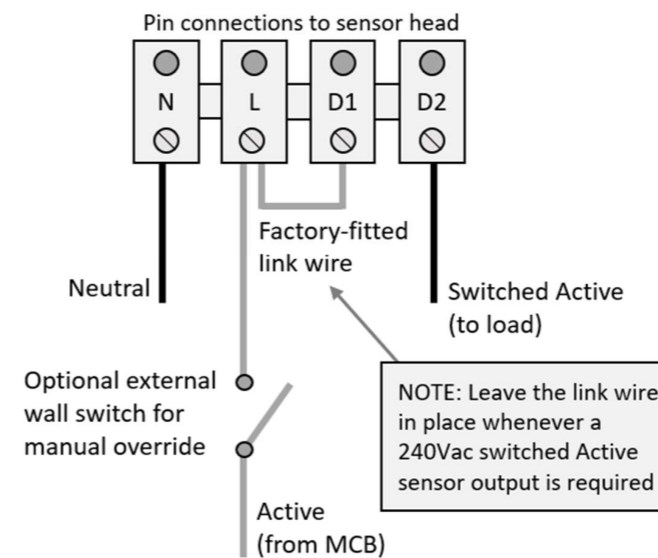 Pin connections to sensor head
N
L
D1
D2
Factory-fitted
link wire
Neutral
Switched Active
(to load)
Optional external
wall switch for
manual override
NOTE: Leave the link wire
in place whenever a
240Vac switched Active
sensor output is required
Active
(from MCB)